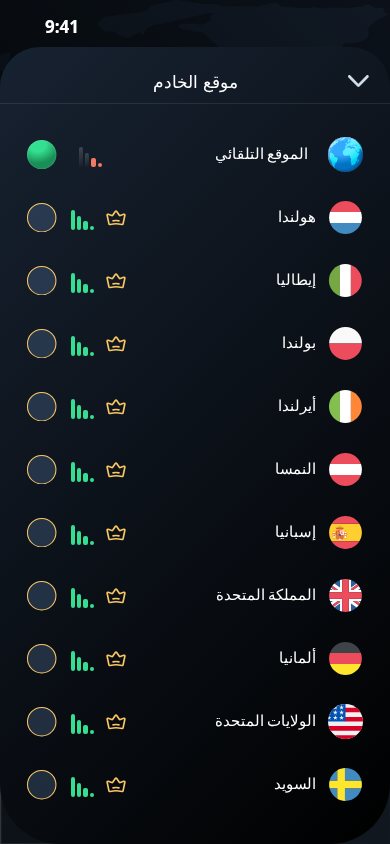 9:41
موقع الخادم
الموقع التلقائي
هولندا
إيطاليا
بولندا
أيرلندا
النمسا
إسبانيا
المملكة المتحدة
ألمانيا
الولايات المتحدة
السويد